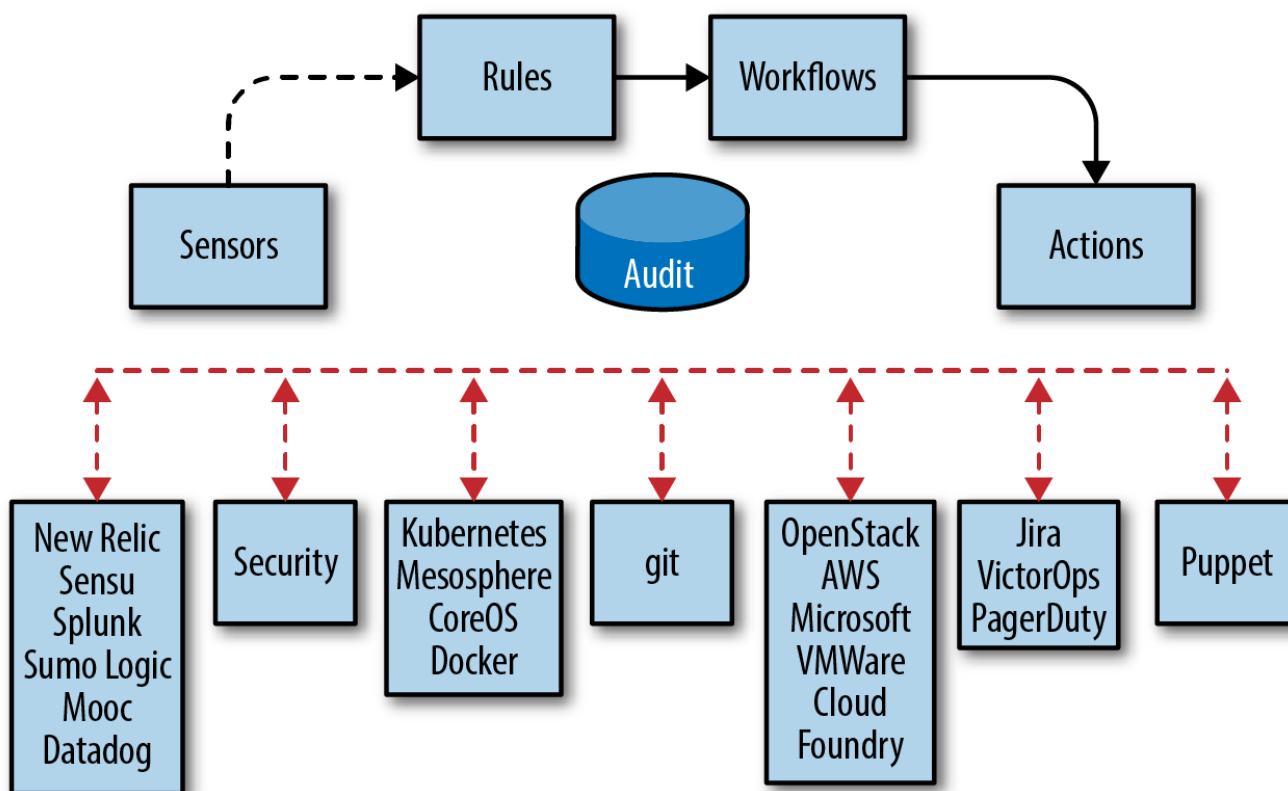 Rules
Workflows
Sensors
Audit
Actions
New Relic
Sensu
Splunk
Sumo Logic
Mooc
Datadog
Security
Kubernetes
Mesosphere
CoreOS
Docker
git
OpenStack
AWS
Microsoft
VMWare
Cloud
Foundry
Jira
VictorOps
PagerDuty
Puppet